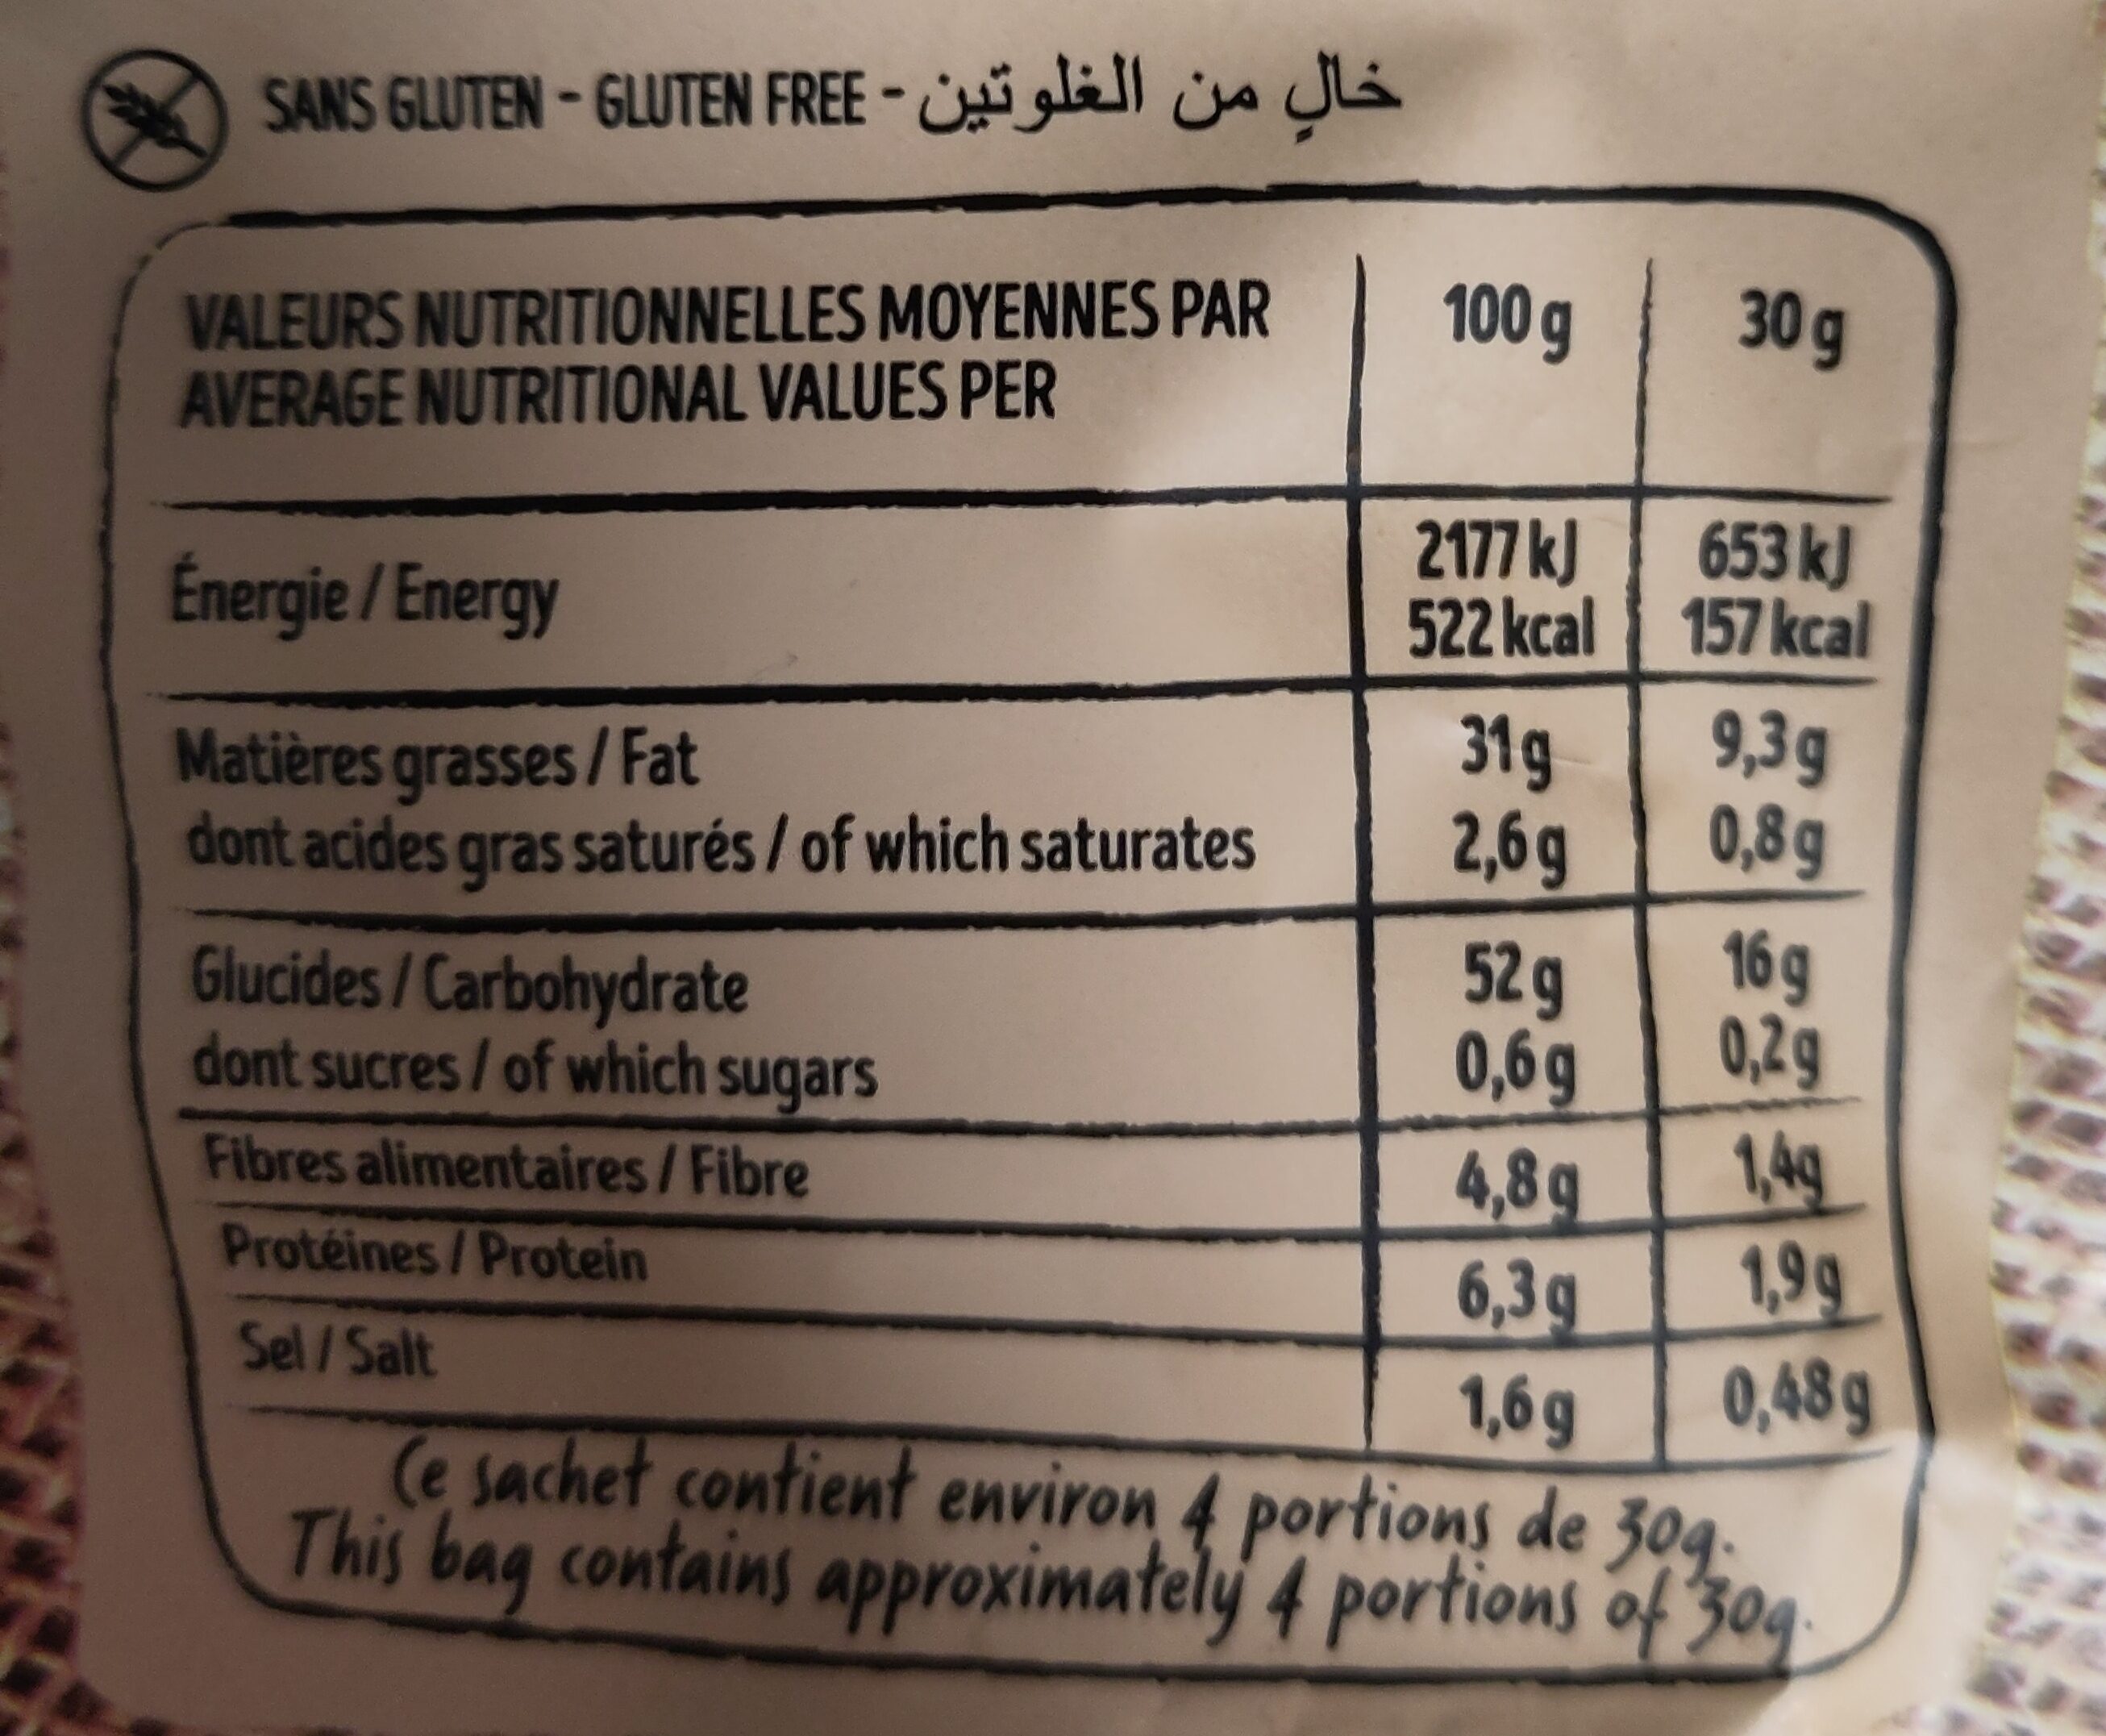 SANS GLUTEN - GLUTEN FREE - خالٍ من الغلوتين
VALEURS NUTRITIONNELLES MOYENNES PAR 100 g 30 g
AVERAGE NUTRITIONAL VALUES PER
Énergie / Energy 2177 kJ 653 kJ
522 kcal 157 kcal
Matières grasses / Fat 31 g 9,3 g
dont acides gras saturés / of which saturates 2,6 g 0,8 g
Glucides / Carbohydrate 52 g 16 g
dont sucres / of which sugars 0,6 g 0,2 g
Fibres alimentaires / Fibre 4,8 g 1,4g
Protéines / Protein 6,3 g 1,9 g
Sel / Salt 1,6 g 0,48 g
Ce sachet contient environ 4 portions de 30g.
This bag contains approximately 4 portions of 30g.